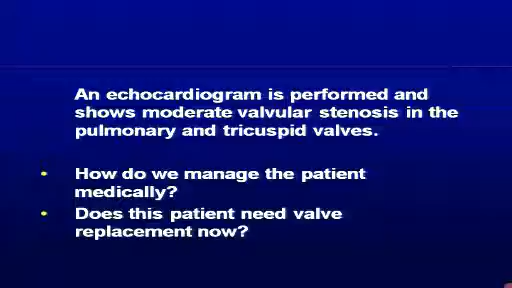 An echocardiogram is performed and
shows moderate valvular stenosis in the
pulmonary and tricuspid valves.
• How do we manage the patient
medically?
• Does this patient need valve
replacement now?